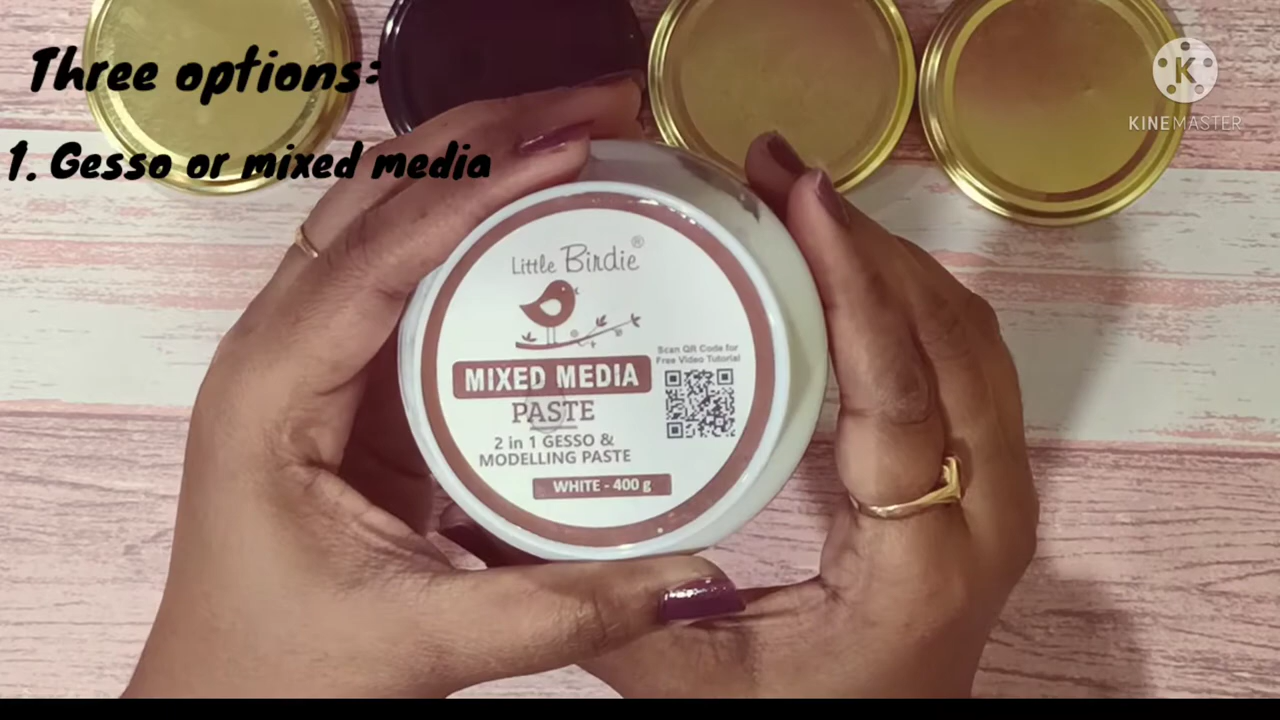 Three options:
1. Gesso or mixed media
K
KINEMASTER
Little Birdie®
Scan QR Code for
Free Video Tutorial
MIXED MEDIA
PASTE
2 in 1 GESSO &
MODELLING PASTE
WHITE - 400 g